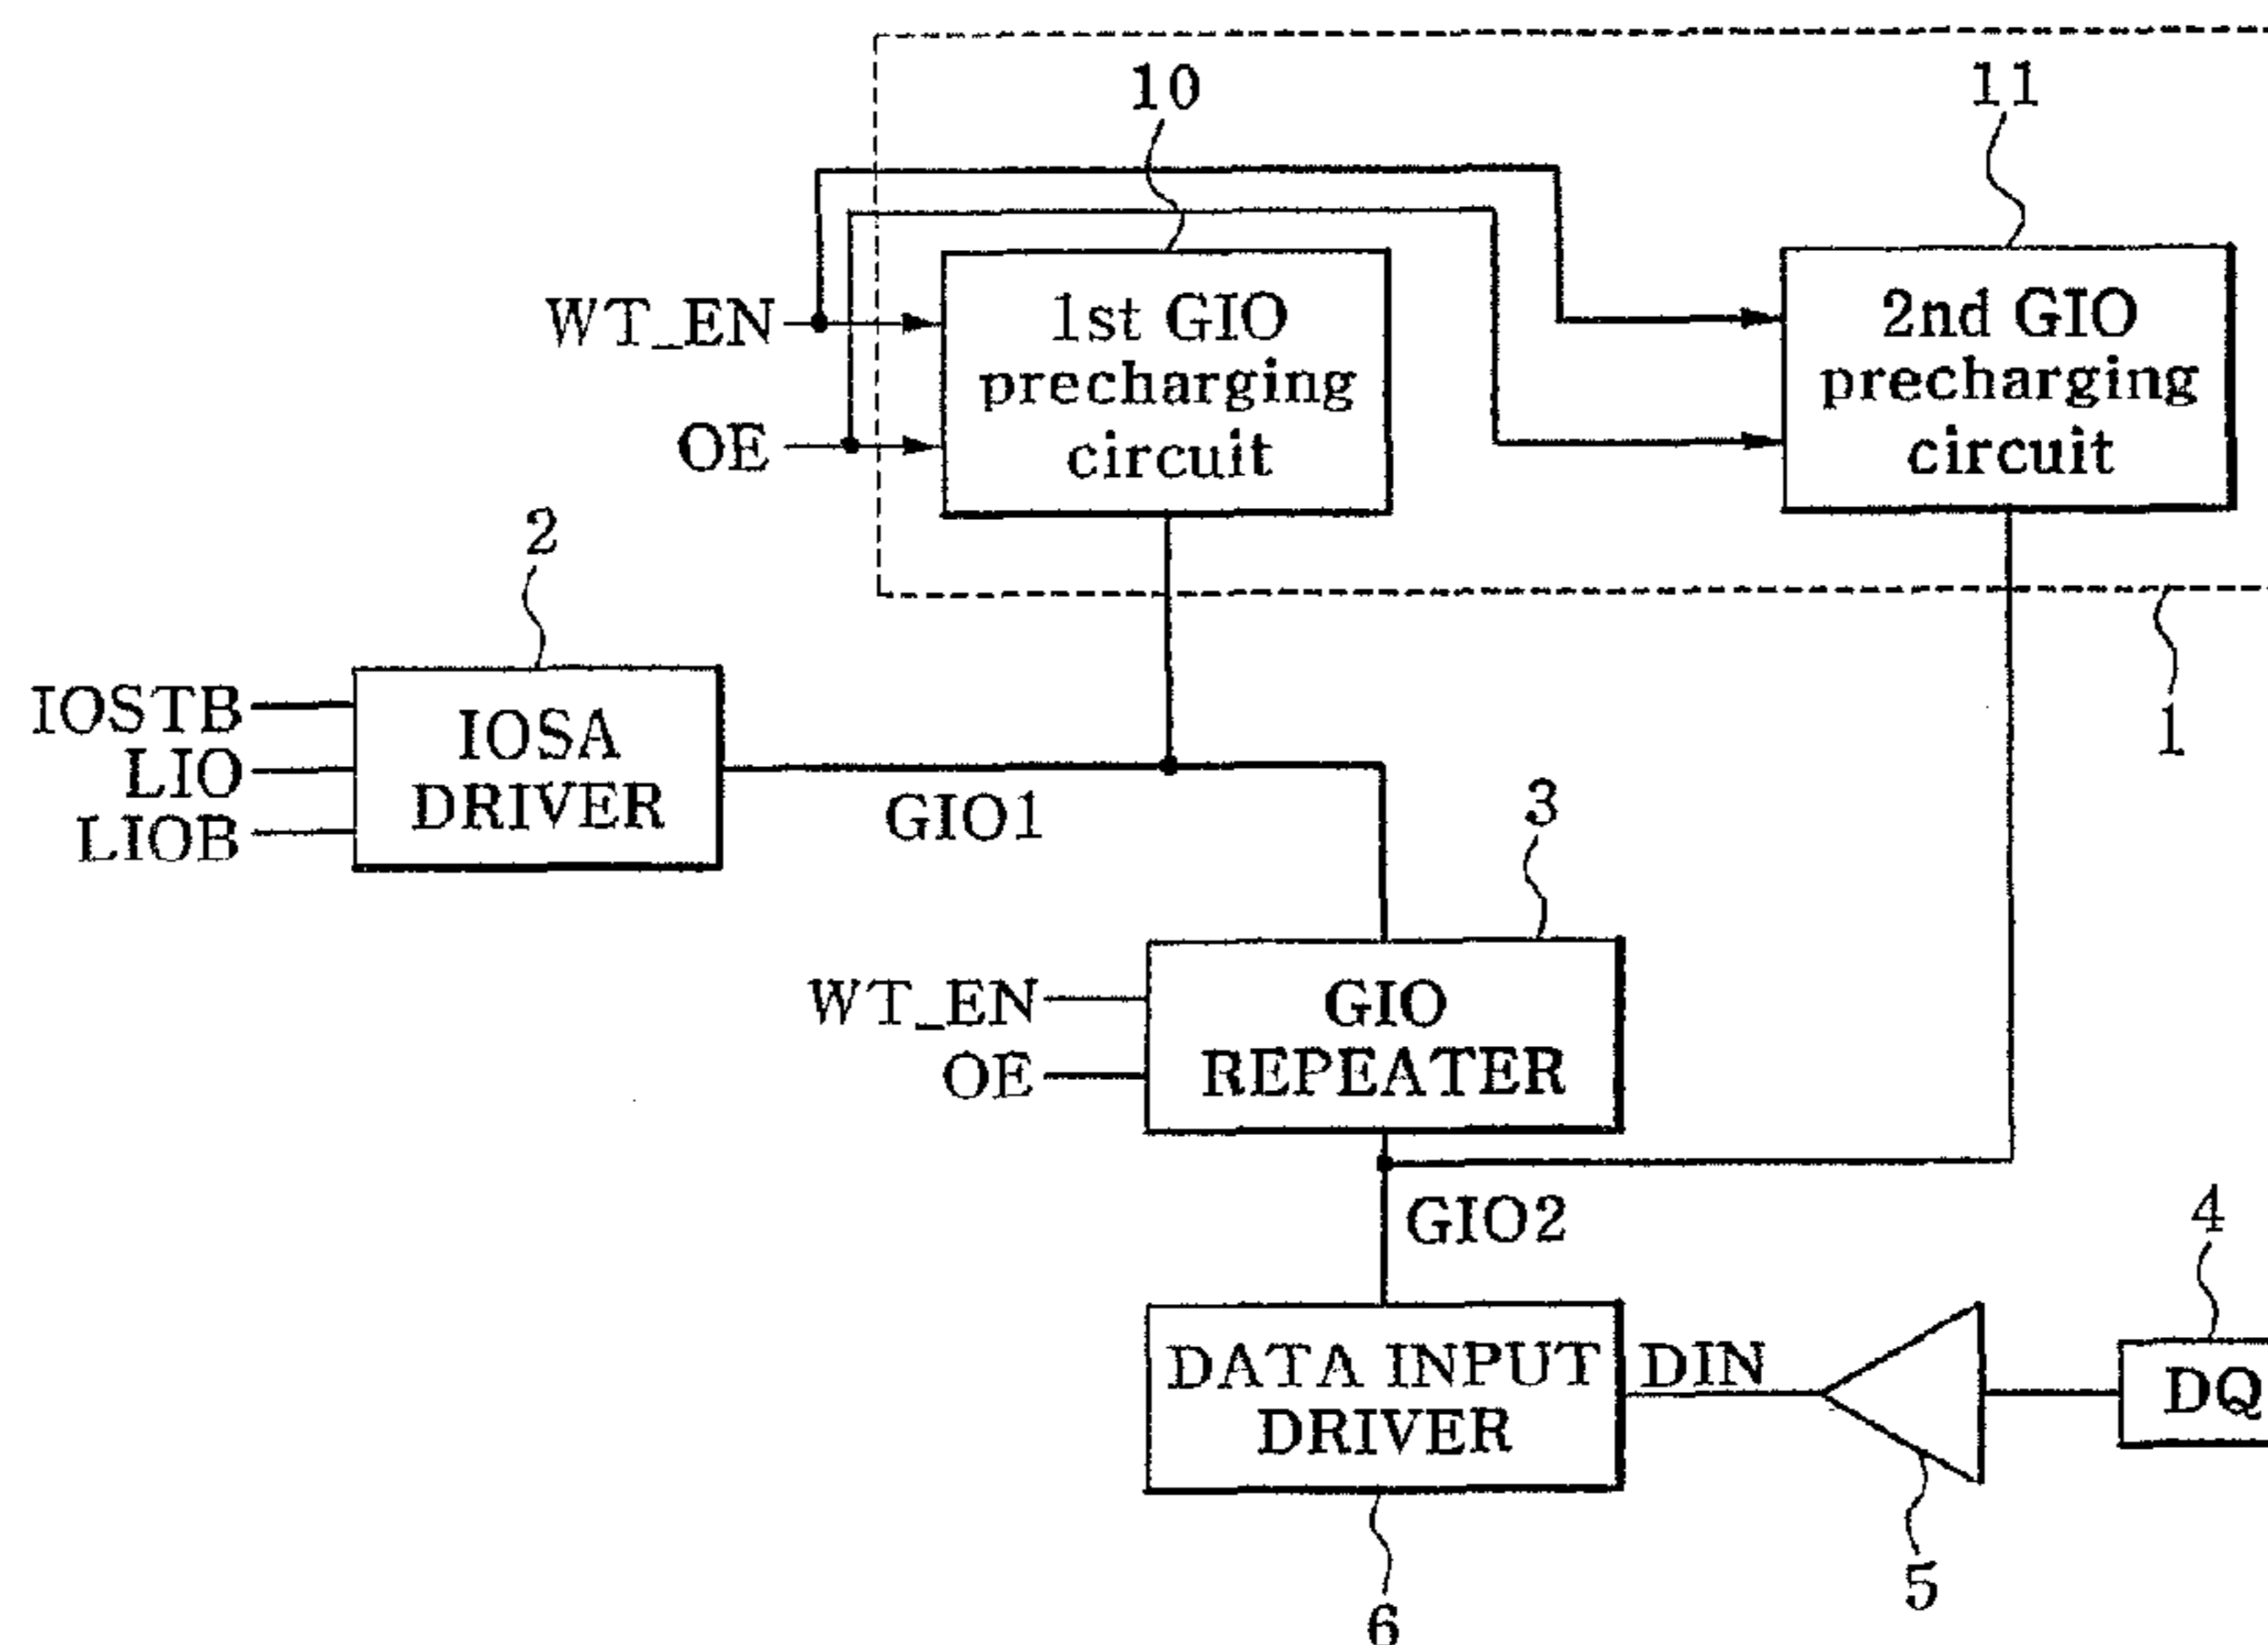 10
11
WT_EN
OE
1st GIO
precharging
circuit
2nd GIO
precharging
circuit
2
1
IOSTB
LIO
LIOB
IOSA
DRIVER
GIO1
3
WT_EN
OE
GIO
REPEATER
GIO2
4
DATA INPUT
DRIVER
DIN
DQ
5
6